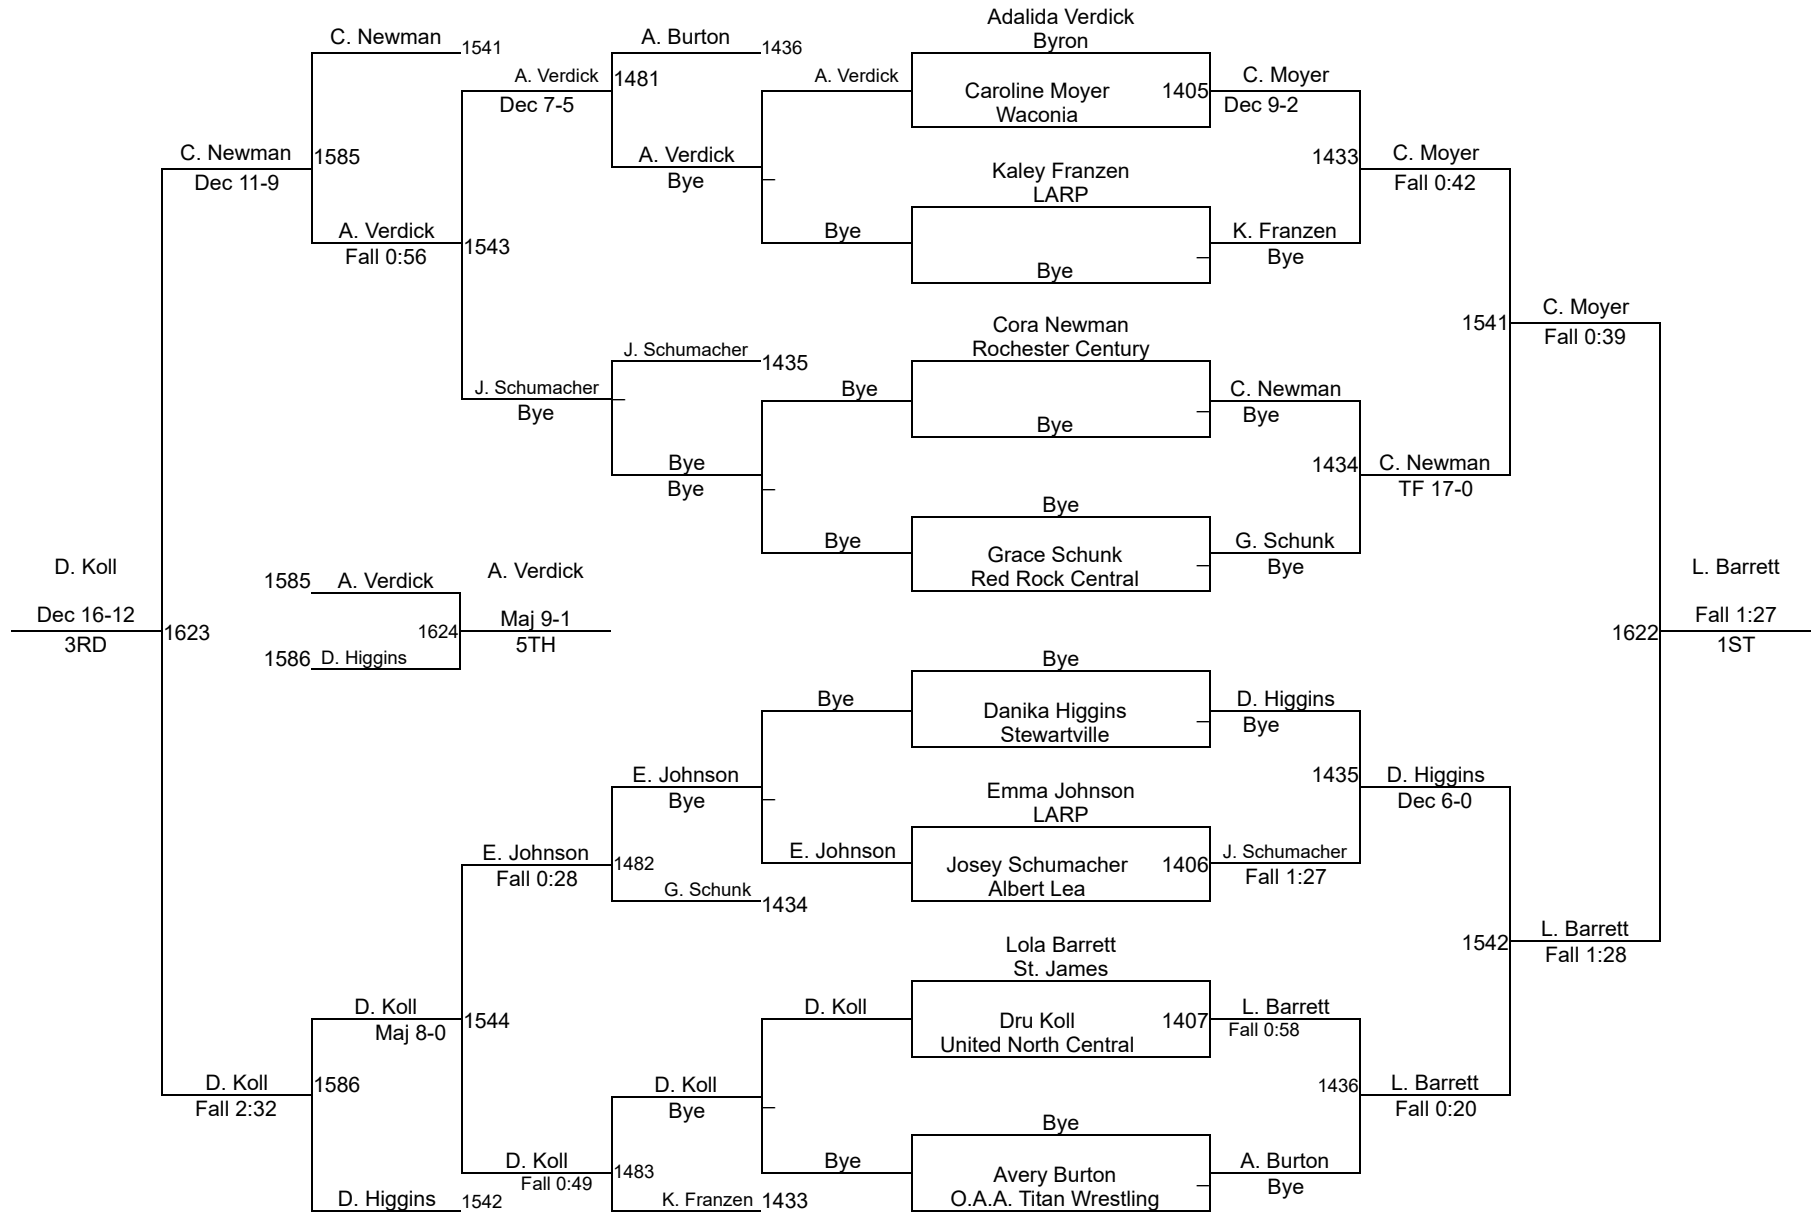 Adalida Verdick
Byron
C. Newman
1541
A. Burton
1436
A. Verdick
1481
Dec 7-5
A. Verdick
Caroline Moyer
Waconia
1405
C. Moyer
Dec 9-2
C. Newman
Dec 11-9
1585
A. Verdick
Bye
Kaley Franzen
LARP
1433
C. Moyer
Fall 0:42
A. Verdick
Fall 0:56
1543
Bye
Bye
K. Franzen
Bye
Cora Newman
Rochester Century
1541
C. Moyer
Fall 0:39
J. Schumacher
1435
J. Schumacher
Bye
Bye
Bye
C. Newman
Bye
Bye
Bye
1434
C. Newman
TF 17-0
Bye
Bye
Grace Schunk
Red Rock Central
G. Schunk
Bye
D. Koll
Dec 16-12
3RD
1623
1585
A. Verdick
1624
1586
D. Higgins
A. Verdick
Maj 9-1
5TH
L. Barrett
Fall 1:27
1ST
1622
Bye
Bye
Danika Higgins
Stewartville
D. Higgins
Bye
E. Johnson
Bye
Emma Johnson
LARP
1435
D. Higgins
Dec 6-0
E. Johnson
Fall 0:28
1482
E. Johnson
Josey Schumacher
Albert Lea
1406
J. Schumacher
Fall 1:27
G. Schunk
1434
Lola Barrett
St. James
1542
L. Barrett
Fall 1:28
D. Koll
Maj 8-0
1544
D. Koll
Dru Koll
United North Central
1407
L. Barrett
Fall 0:58
D. Koll
Fall 2:32
1586
D. Koll
Bye
1436
L. Barrett
Fall 0:20
Bye
D. Koll
Fall 0:49
1483
Bye
Avery Burton
O.A.A. Titan Wrestling
A. Burton
Bye
D. Higgins
1542
K. Franzen
1433